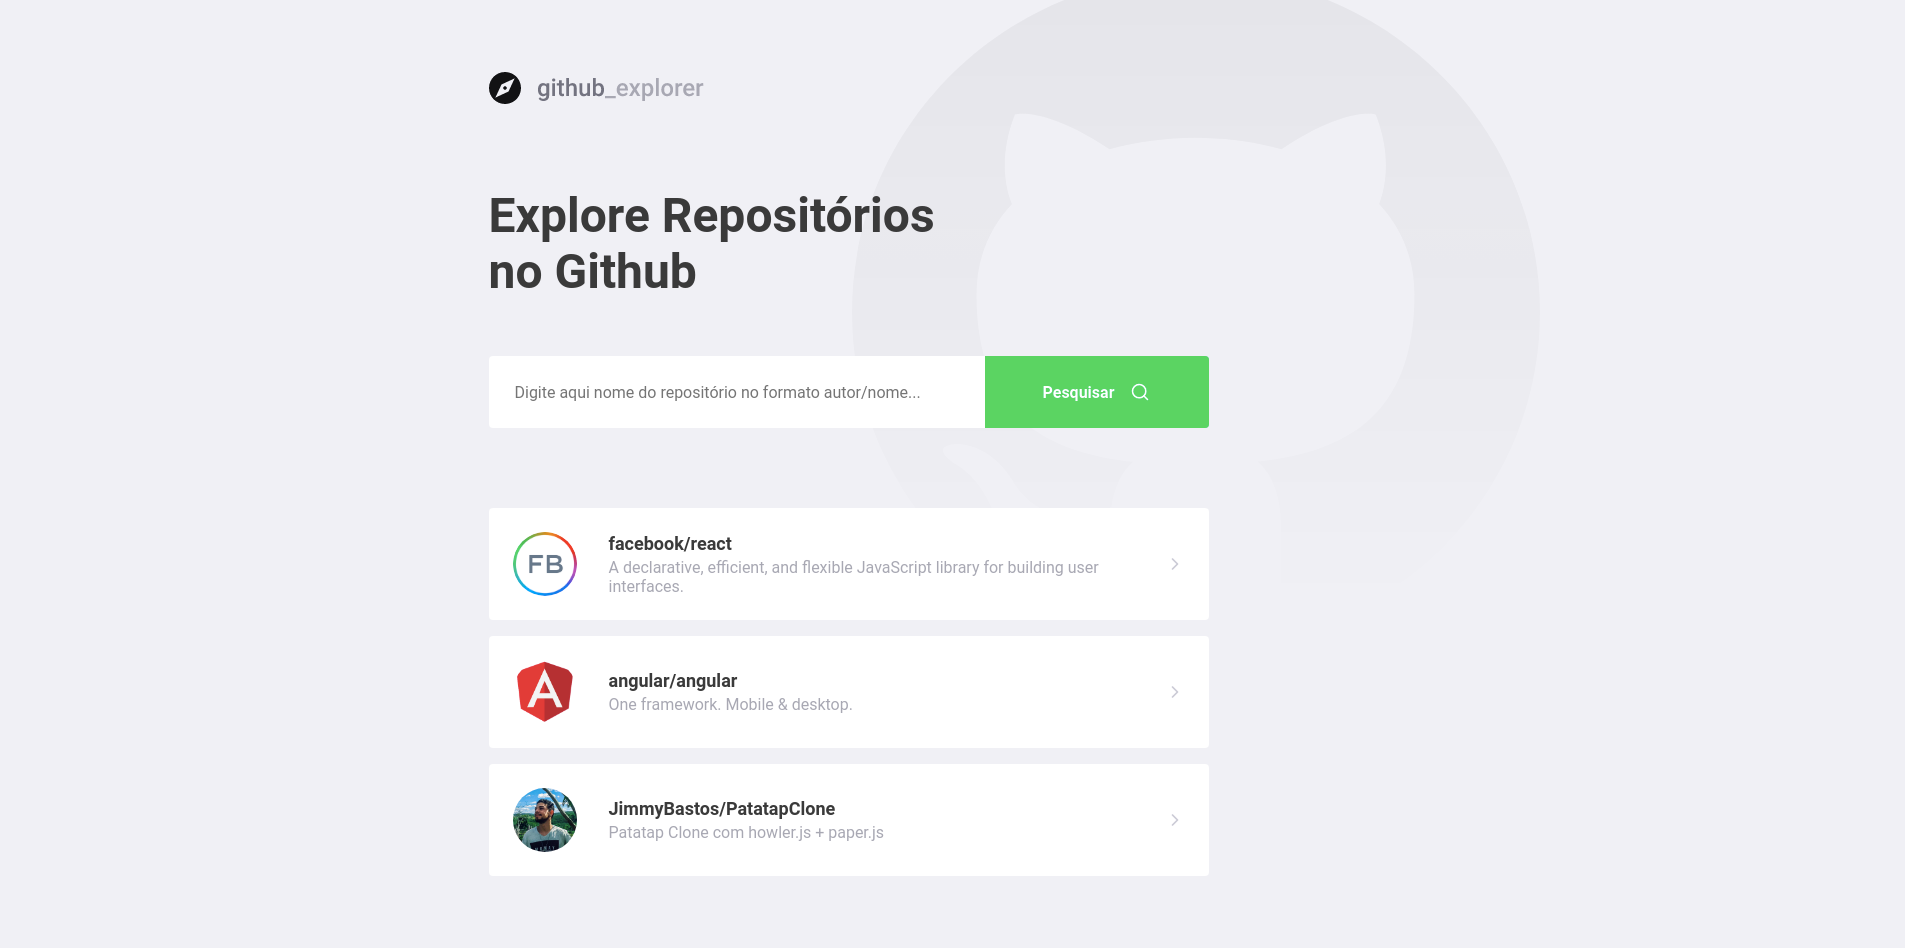 github_explorer
Explore Repositórios
no Github
Digite aqui nome do repositório no formato autor/nome...
Pesquisar
FB
facebook/react
A declarative, efficient, and flexible JavaScript library for building user
interfaces.
A
angular/angular
One framework. Mobile & desktop.
JimmyBastos/PatatapClone
Patatap Clone com howler.js + paper.js